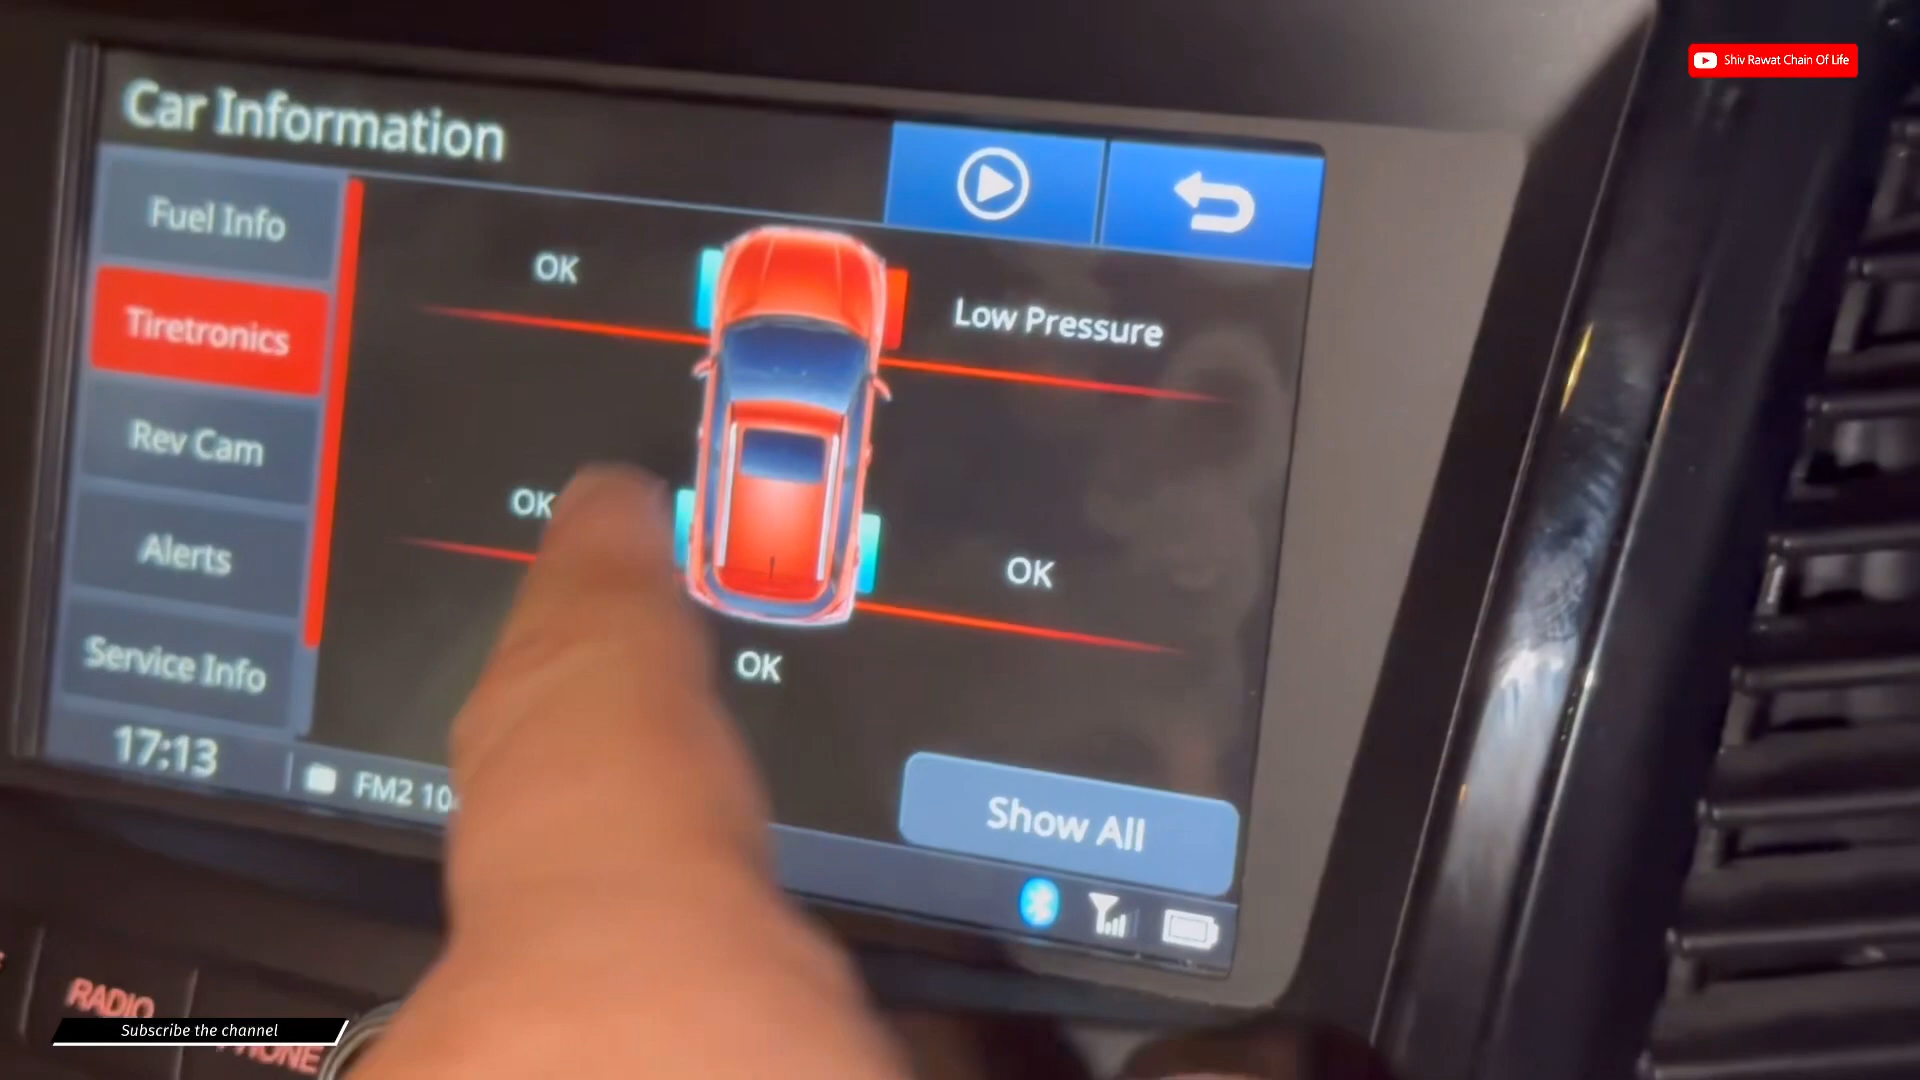 Shiv Rawat Chain Of Life
Car Information
Fuel Info
OK
Low Pressure
Tiretronics
Rev Cam
OK
Alerts
OK
Service Info
OK
17:13
FM2
Show All
RADIO
Subscribe the channel
PHONE